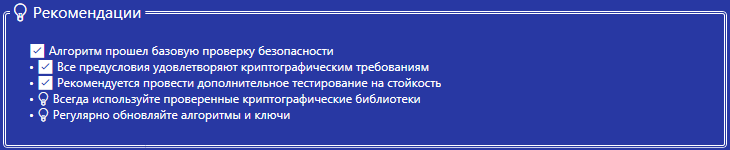 Рекомендации
✅ Алгоритм прошел базовую проверку безопасности
• ✅ Все предусловия удовлетворяют криптографическим требованиям
• ✅ Рекомендуется провести дополнительное тестирование на стойкость
• 💡 Всегда используйте проверенные криптографические библиотеки
• 💡 Регулярно обновляйте алгоритмы и ключи